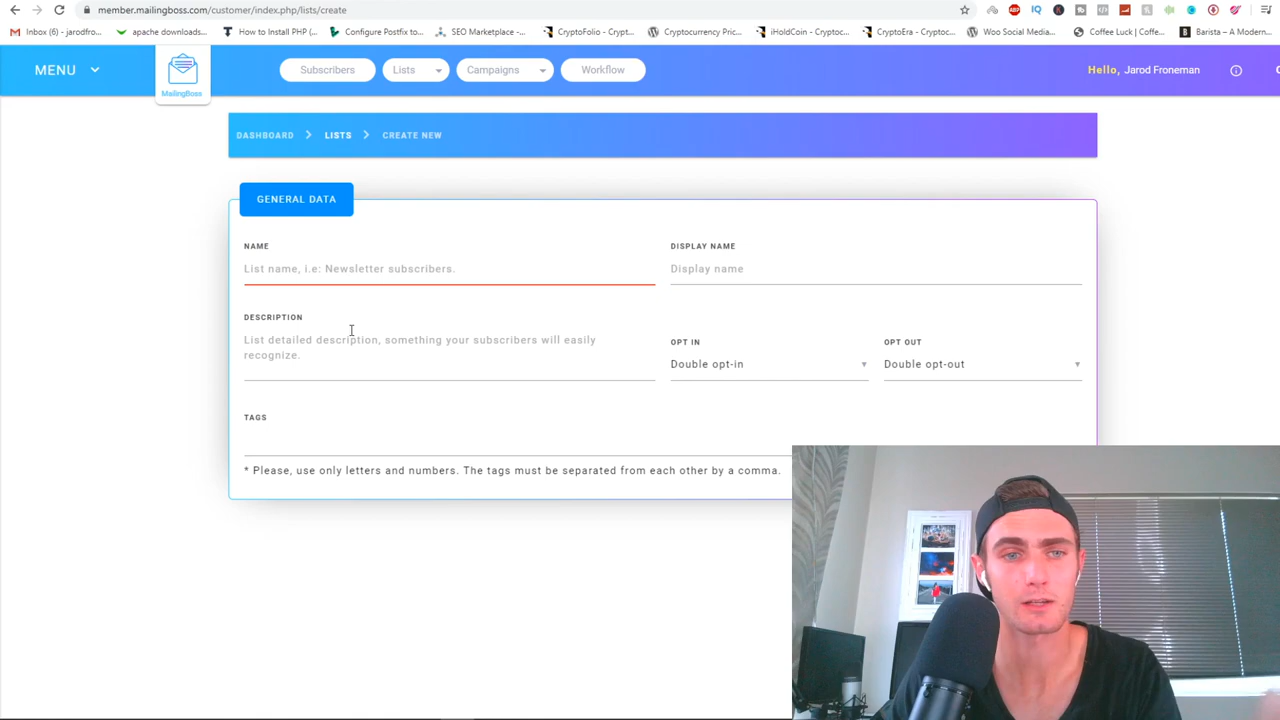 member.mailingboss.com/customer/index.php/lists/create
Inbox (6) - jarodfro...
apache downloads...
How to Install PHP (...
Configure Postfix to...
SEO Marketplace -...
CryptoFolio - Crypt...
Cryptocurrency Pric...
iHoldCoin - Cryptoc...
CryptoEra - Cryptoc...
Woo Social Media...
Coffee Luck | Coffe...
Barista – A Modern...
MENU
MailingBoss
Subscribers
Lists
Campaigns
Workflow
Hello, Jarod Froneman
DASHBOARD > LISTS > CREATE NEW
GENERAL DATA
NAME
List name, i.e: Newsletter subscribers.
DISPLAY NAME
Display name
DESCRIPTION
List detailed description, something your subscribers will easily
recognize.
OPT IN
Double opt-in
OPT OUT
Double opt-out
TAGS
* Please, use only letters and numbers. The tags must be separated from each other by a comma.